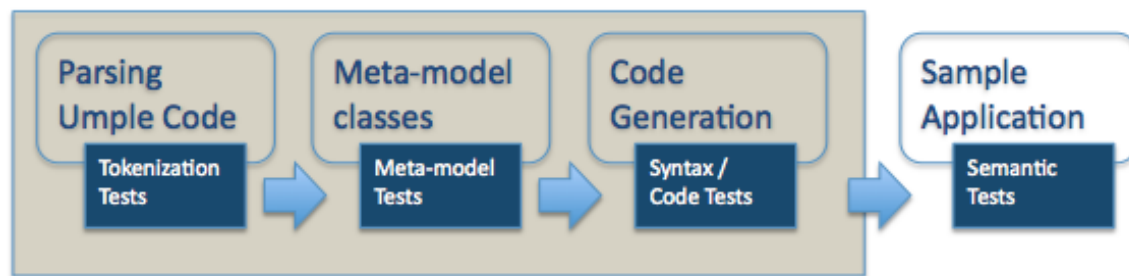 Parsing
Umple Code
Tokenization
Tests
Meta-model
classes
Meta-model
Tests
Code
Generation
Syntax /
Code Tests
Sample
Application
Semantic
Tests